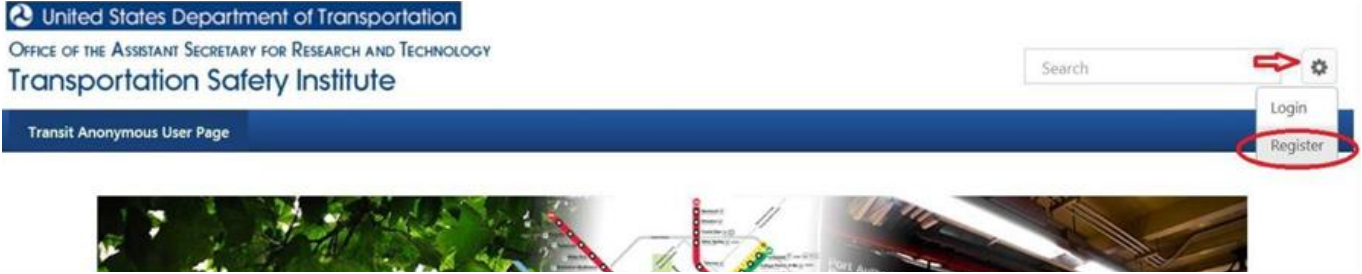 United States Department of Transportation
OFFICE OF THE ASSISTANT SECRETARY FOR RESEARCH AND TECHNOLOGY
Transportation Safety Institute
Search
Login
Transit Anonymous User Page
Register